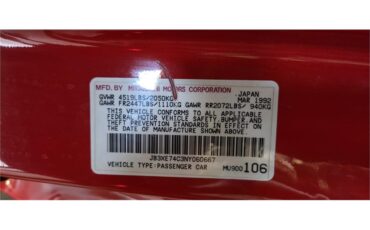 MFD. BY MITSUBISHI MOTORS CORPORATION JAPAN
GVWR 4519LBS/2050KG MAR 1992
GAWR FR2447LBS/1110KG GAWR RR2072LBS/ 940KG
THIS VEHICLE CONFORMS TO ALL APPLICABLE
FEDERAL MOTOR VEHICLE SAFETY, BUMPER, AND
THEFT PREVENTION STANDARDS IN EFFECT ON
THE DATE OF MANUFACTURE SHOWN ABOVE.
JB3XE74C3NY060667
VEHICLE TYPE:PASSENGER CAR MU900 106